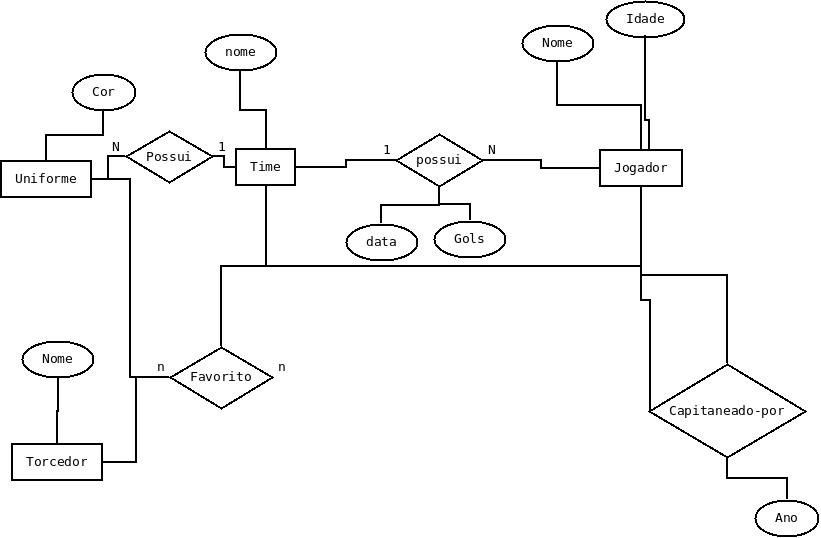 Idade
Nome
nome
Cor
N
Possui
1
Time
1
possui
N
Jogador
Uniforme
data
Gols
Nome
n
Favorito
n
Capitaneado-por
Torcedor
Ano